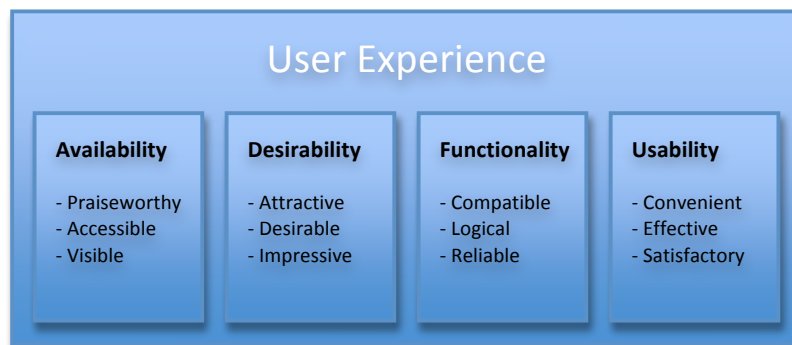 User Experience
Availability
- Praiseworthy
- Accessible
- Visible
Desirability
- Attractive
- Desirable
- Impressive
Functionality
- Compatible
- Logical
- Reliable
Usability
- Convenient
- Effective
- Satisfactory